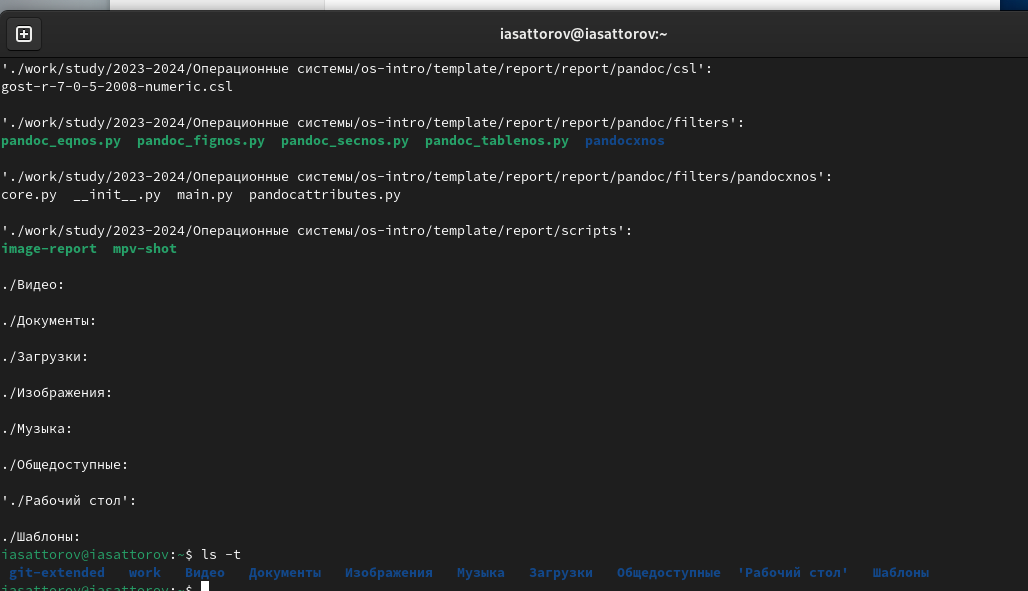 iasattorov@iasattorov:~
'./work/study/2023-2024/Операционные системы/os-intro/template/report/report/pandoc/csl':
gost-r-7-0-5-2008-numeric.csl
'./work/study/2023-2024/Операционные системы/os-intro/template/report/report/pandoc/filters':
pandoc_eqnos.py  pandoc_fignos.py  pandoc_secnos.py  pandoc_tablenos.py  pandocxnos
'./work/study/2023-2024/Операционные системы/os-intro/template/report/report/pandoc/filters/pandocxnos':
core.py  __init__.py  main.py  pandocattributes.py
'./work/study/2023-2024/Операционные системы/os-intro/template/report/scripts':
image-report  mpv-shot
./Видео:
./Документы:
./Загрузки:
./Изображения:
./Музыка:
./Общедоступные:
'./Рабочий стол':
./Шаблоны:
iasattorov@iasattorov:~$ ls -t
git-extended   work   Видео   Документы   Изображения   Музыка   Загрузки   Общедоступные  'Рабочий стол'   Шаблоны
iasattorov@iasattorov:~$